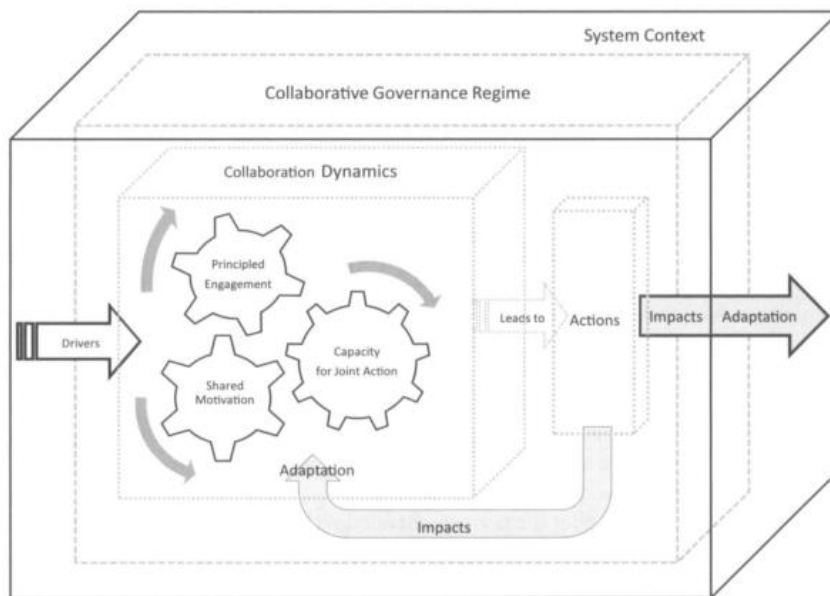 System Context
Collaborative Governance Regime
Collaboration Dynamics
Principled
Engagement
Drivers
Shared
Motivation
Capacity
for Joint Action
Leads to
Actions
Impacts
Adaptation
Adaptation
Impacts